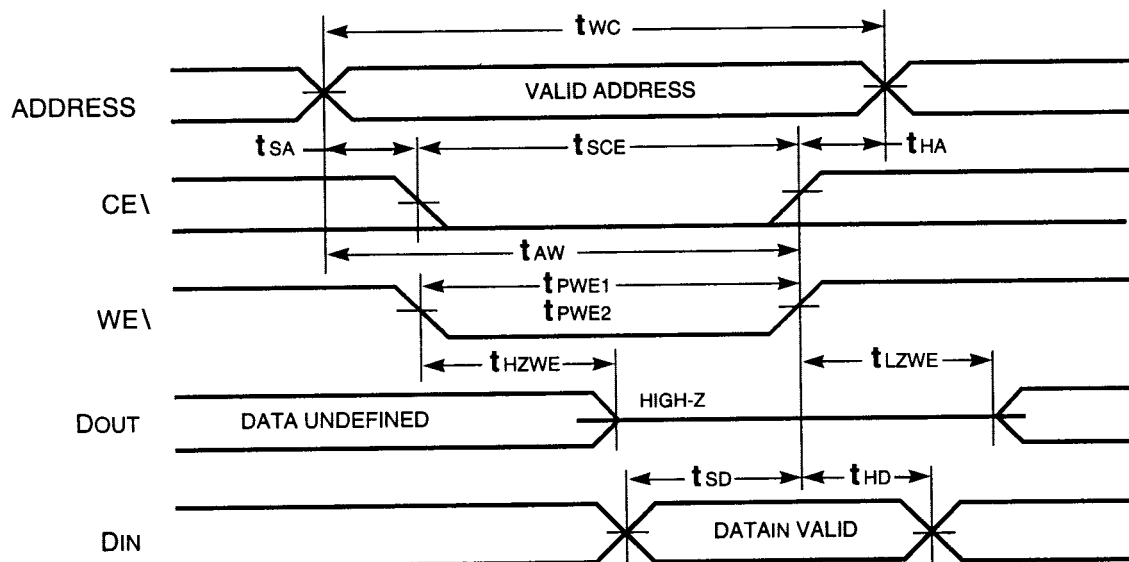 tWC
ADDRESS
VALID ADDRESS
tSA
tSCE
tHA
CE\
tAW
WE\
tPWE1
tPWE2
tHZWE
tLZWE
DOUT
DATA UNDEFINED
HIGH-Z
tSD
tHD
DIN
DATAIN VALID